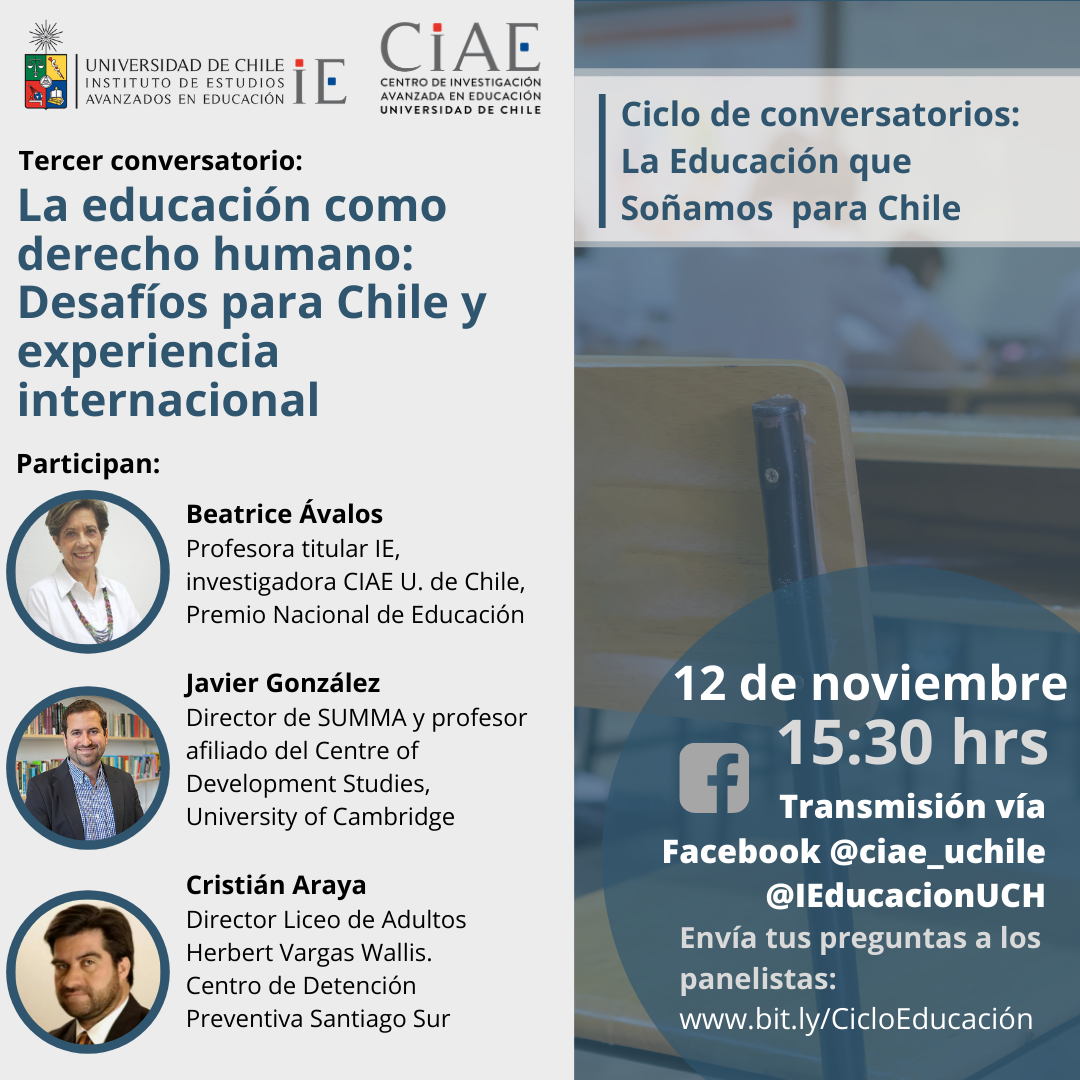 UNIVERSIDAD DE CHILE
INSTITUTO DE ESTUDIOS
AVANZADOS EN EDUCACIÓN
iE
CiAE
CENTRO DE INVESTIGACIÓN
AVANZADA EN EDUCACIÓN
UNIVERSIDAD DE CHILE
Ciclo de conversatorios:
La Educación que
Soñamos para Chile
Tercer conversatorio:
La educación como
derecho humano:
Desafíos para Chile y
experiencia
internacional
Participan:
Beatrice Ávalos
Profesora titular IE,
investigadora CIAE U. de Chile,
Premio Nacional de Educación
Javier González
Director de SUMMA y profesor
afiliado del Centre of
Development Studies,
University of Cambridge
Cristián Araya
Director Liceo de Adultos
Herbert Vargas Wallis.
Centro de Detención
Preventiva Santiago Sur
12 de noviembre
15:30 hrs
Transmisión vía
Facebook @ciae_uchile
@IEducacionUCH
Envía tus preguntas a los
panelistas:
www.bit.ly/CicloEducación